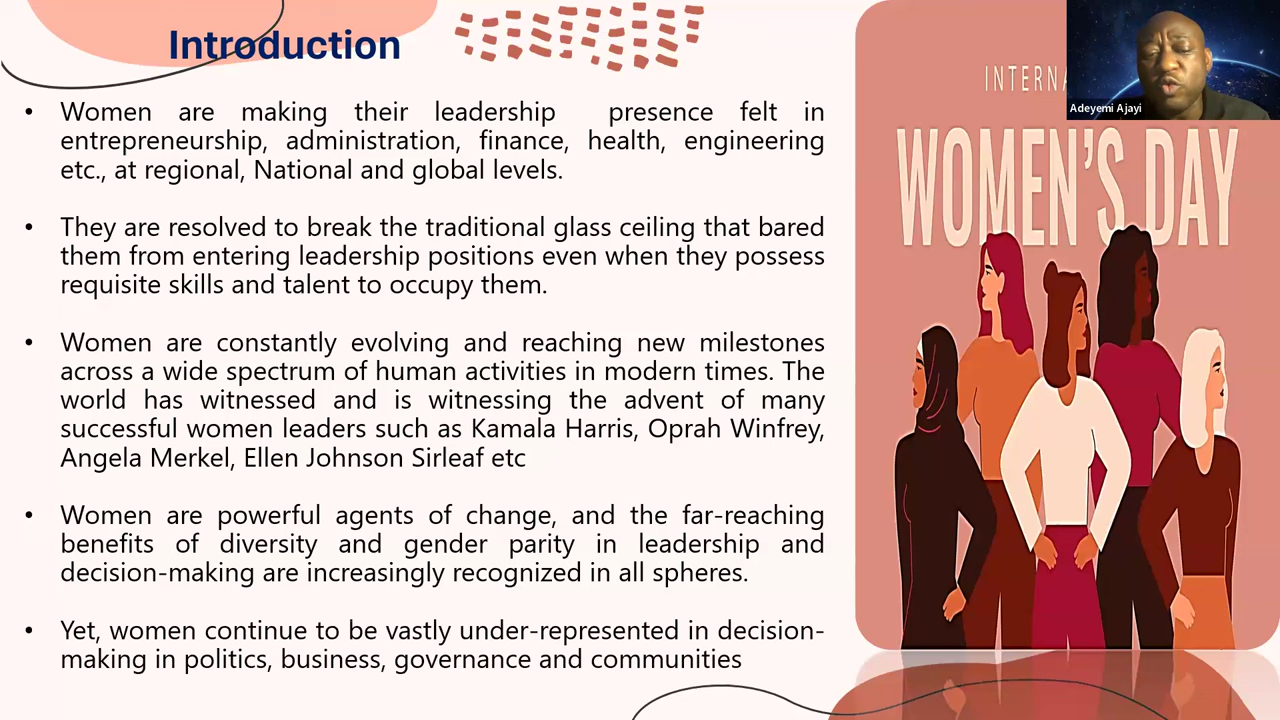 Introduction
• Women are making their leadership presence felt in
entrepreneurship, administration, finance, health, engineering
etc., at regional, National and global levels.
• They are resolved to break the traditional glass ceiling that bared
them from entering leadership positions even when they possess
requisite skills and talent to occupy them.
• Women are constantly evolving and reaching new milestones
across a wide spectrum of human activities in modern times. The
world has witnessed and is witnessing the advent of many
successful women leaders such as Kamala Harris, Oprah Winfrey,
Angela Merkel, Ellen Johnson Sirleaf etc
• Women are powerful agents of change, and the far-reaching
benefits of diversity and gender parity in leadership and
decision-making are increasingly recognized in all spheres.
• Yet, women continue to be vastly under-represented in decision-
making in politics, business, governance and communities
INTERNA
WOMEN'S DAY
Adeyemi Ajayi